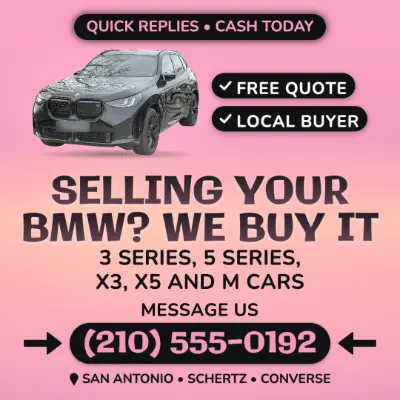 QUICK REPLIES • CASH TODAY
FREE QUOTE
LOCAL BUYER
SELLING YOUR
BMW? WE BUY IT
3 SERIES, 5 SERIES,
X3, X5 AND M CARS
MESSAGE US
(210) 555-0192
SAN ANTONIO • SCHERTZ • CONVERSE